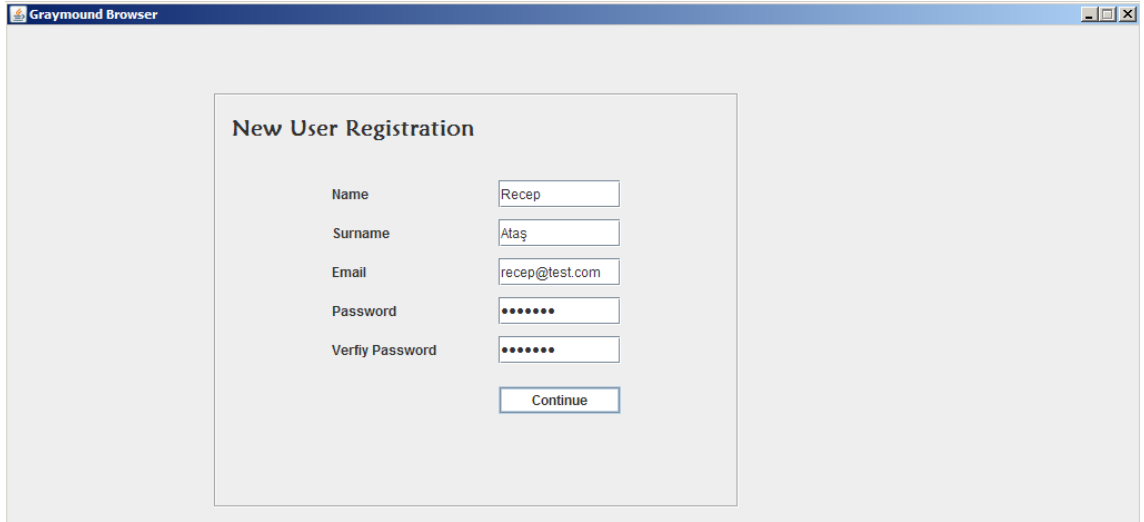 Graymound Browser
New User Registration
Name Recep
Surname Ataş
Email recep@test.com
Password •••••••
Verfiy Password •••••••
Continue